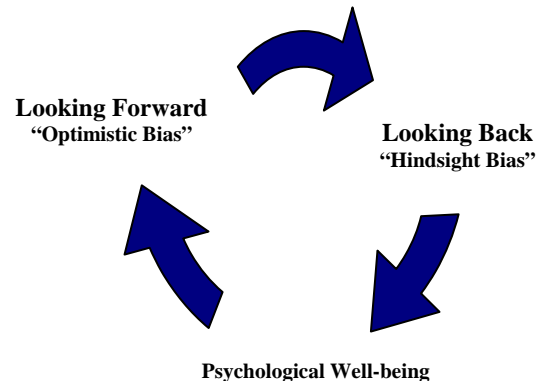 Looking Forward
“Optimistic Bias”
Looking Back
“Hindsight Bias”
Psychological Well-being